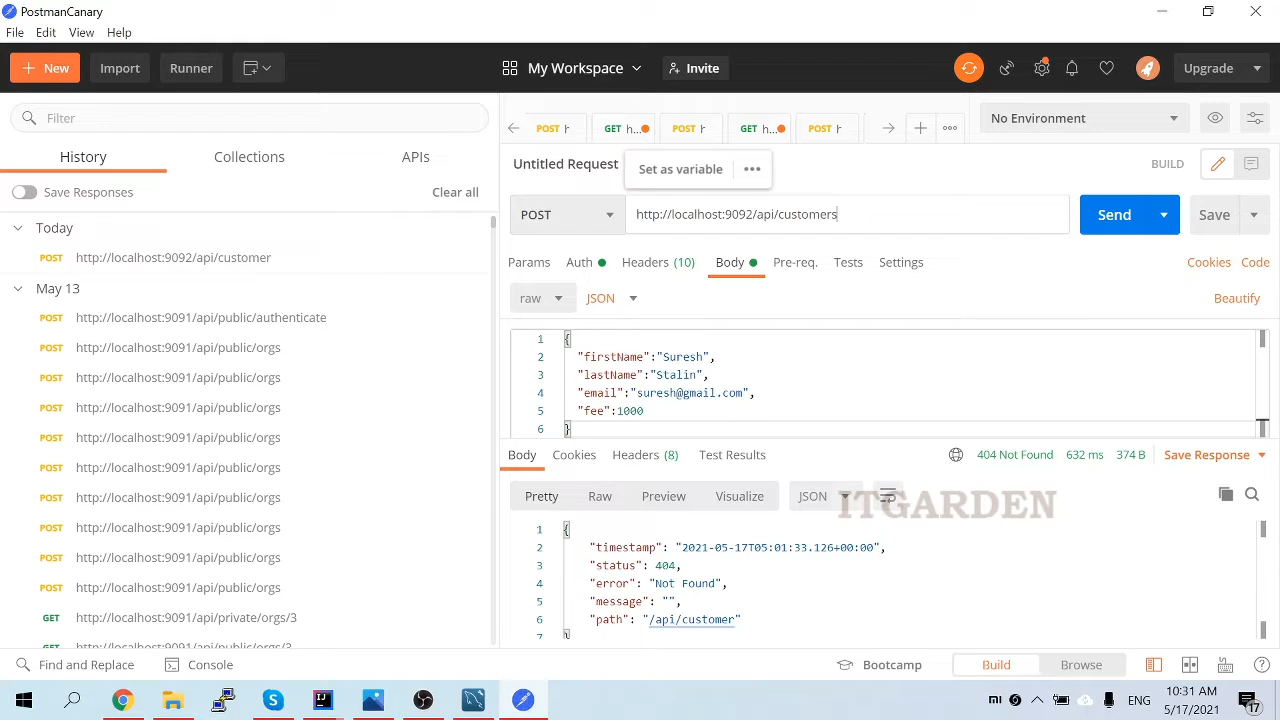 PostmanCanary
File Edit View Help
New Import Runner My Workspace Invite Upgrade
Filter
History Collections APIs
Save Responses Clear all
Today
POST http://localhost:9092/api/customer
May 13
POST http://localhost:9091/api/public/authenticate
POST http://localhost:9091/api/public/orgs
POST http://localhost:9091/api/public/orgs
POST http://localhost:9091/api/public/orgs
POST http://localhost:9091/api/public/orgs
POST http://localhost:9091/api/public/orgs
POST http://localhost:9091/api/public/orgs
POST http://localhost:9091/api/public/orgs
POST http://localhost:9091/api/public/orgs
POST http://localhost:9091/api/public/orgs
GET http://localhost:9091/api/private/orgs/3
GET http://localhost:9091/api/public/orgs/3
POST h GET h... POST h GET h... POST h
No Environment
Untitled Request Set as variable BUILD
POST http://localhost:9092/api/customers Send Save
Params Auth Headers (10) Body Pre-req. Tests Settings Cookies Code
raw JSON Beautify
1 {
2 "firstName":"Suresh",
3 "lastName":"Stalin",
4 "email":"suresh@gmail.com",
5 "fee":1000
6 }
Body Cookies Headers (8) Test Results 404 Not Found 632 ms 374 B Save Response
Pretty Raw Preview Visualize JSON
ITGARDEN
1 {
2 "timestamp": "2021-05-17T05:01:33.126+00:00",
3 "status": 404,
4 "error": "Not Found",
5 "message": "",
6 "path": "/api/customer"
7 }
Find and Replace Console Bootcamp Build Browse
ENG
10:31 AM
5/17/2021
17